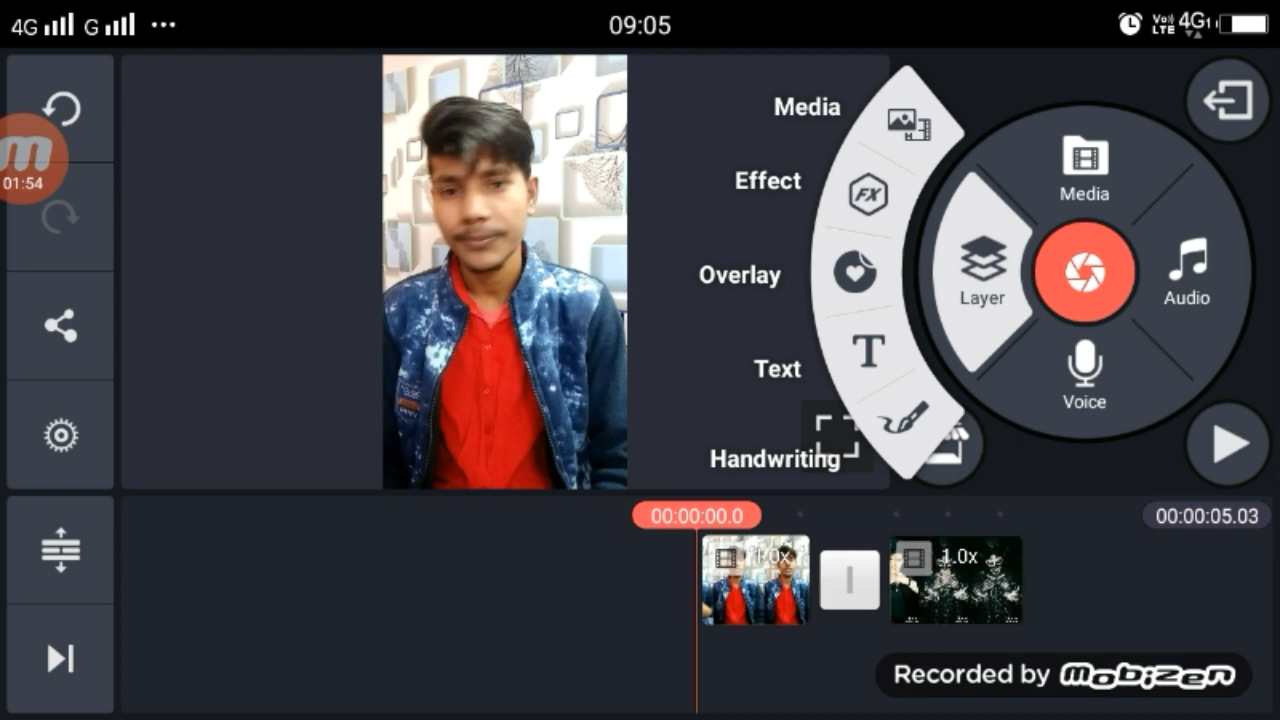 4G G 09:05 Vo) LTE 4G 1
01:54
Media
Effect
Overlay
Text
Handwriting
Media
Layer
Audio
Voice
00:00:00.0
00:00:05.03
1.0x
1.0x
Recorded by mobizen